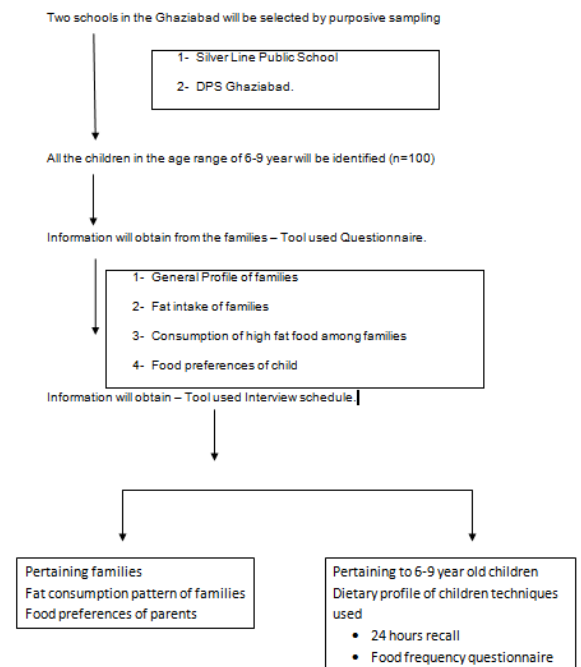 Two schools in the Ghaziabad will be selected by purposive sampling
1- Silver Line Public School
2- DPS Ghaziabad.
All the children in the age range of 6-9 year will be identified (n=100)
Information will obtain from the families – Tool used Questionnaire.
1- General Profile of families
2- Fat intake of families
3- Consumption of high fat food among families
4- Food preferences of child
Information will obtain – Tool used Interview schedule.
Pertaining families
Fat consumption pattern of families
Food preferences of parents
Pertaining to 6-9 year old children
Dietary profile of children techniques
used
• 24 hours recall
• Food frequency questionnaire